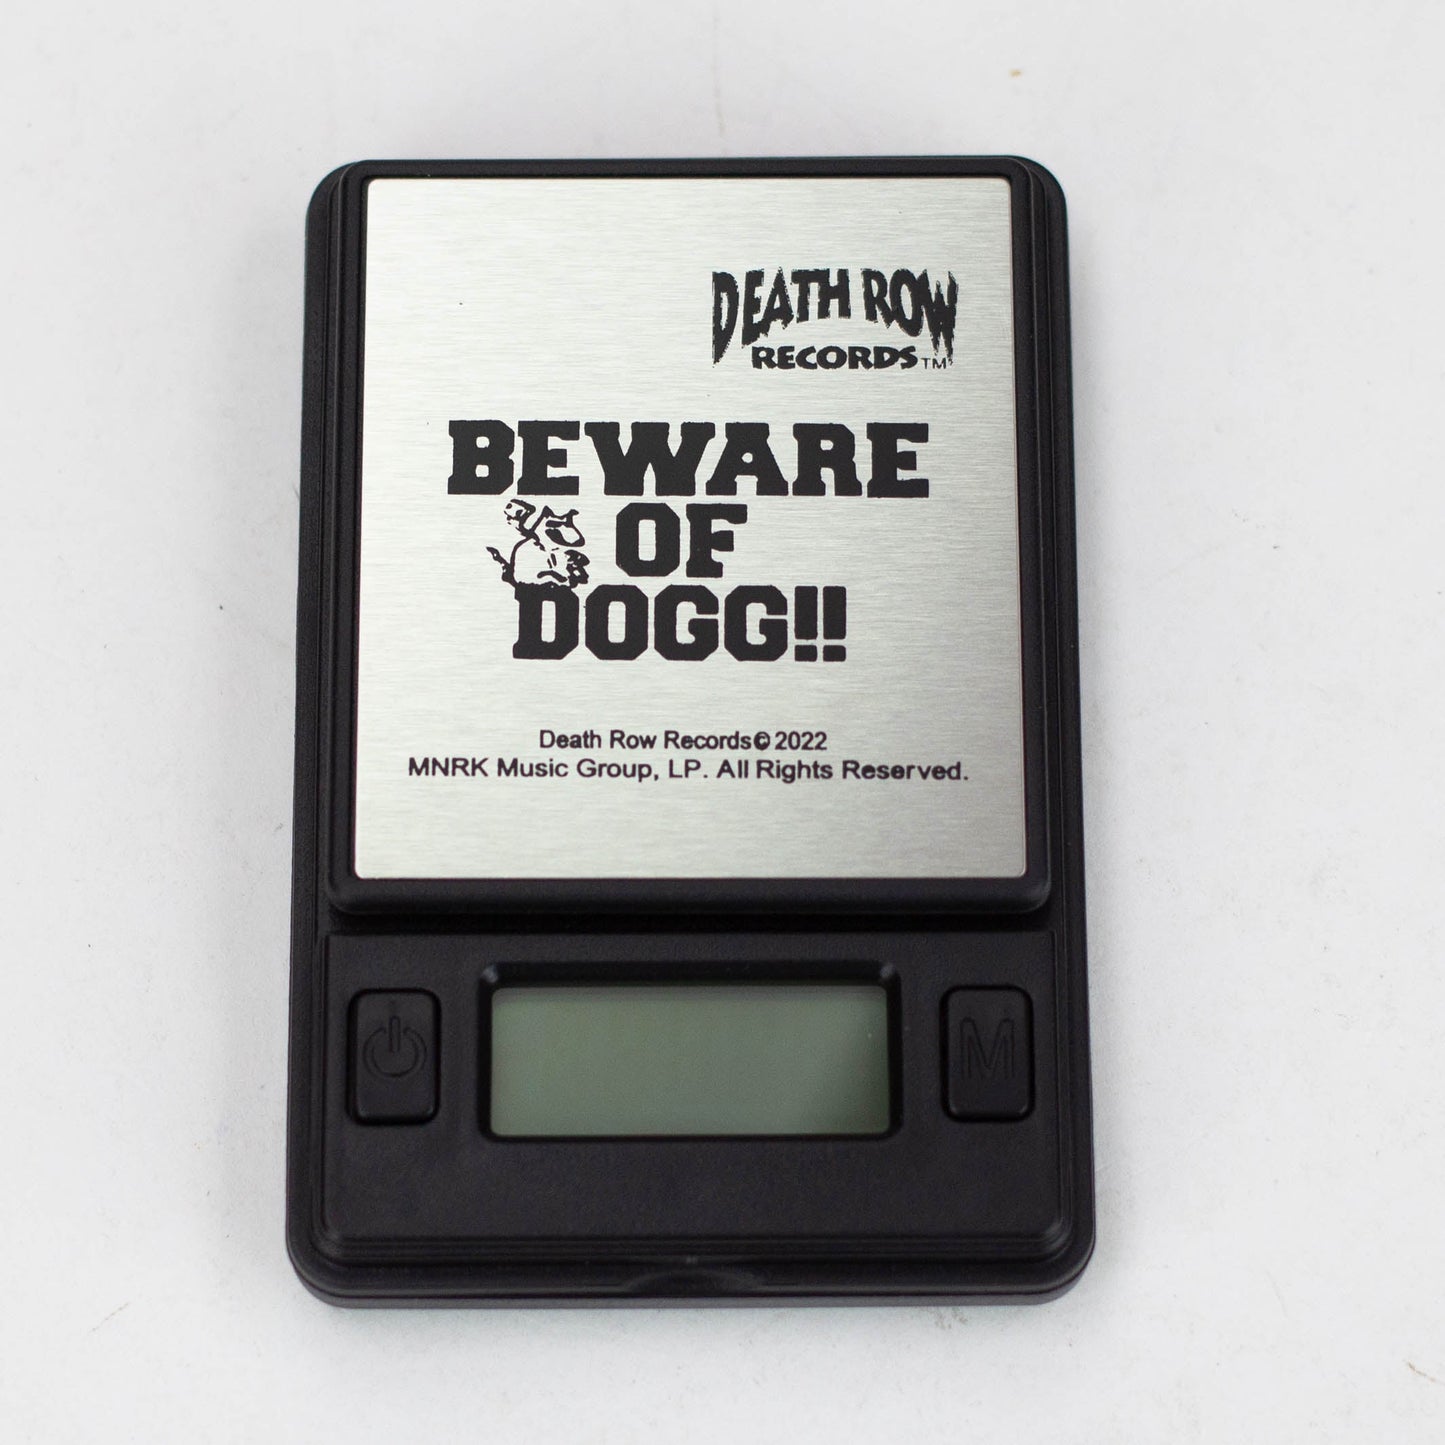 DEATH ROW
RECORDS™
BEWARE
OF
DOGG!!
Death Row Records© 2022
MNRK Music Group, LP. All Rights Reserved.
M